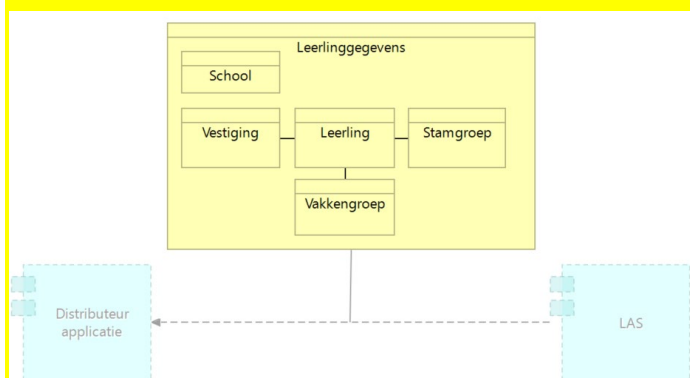 Leerlinggegevens
School
Vestiging
Leerling
Stamgroep
Vakkengroep
Distributeur
applicatie
LAS